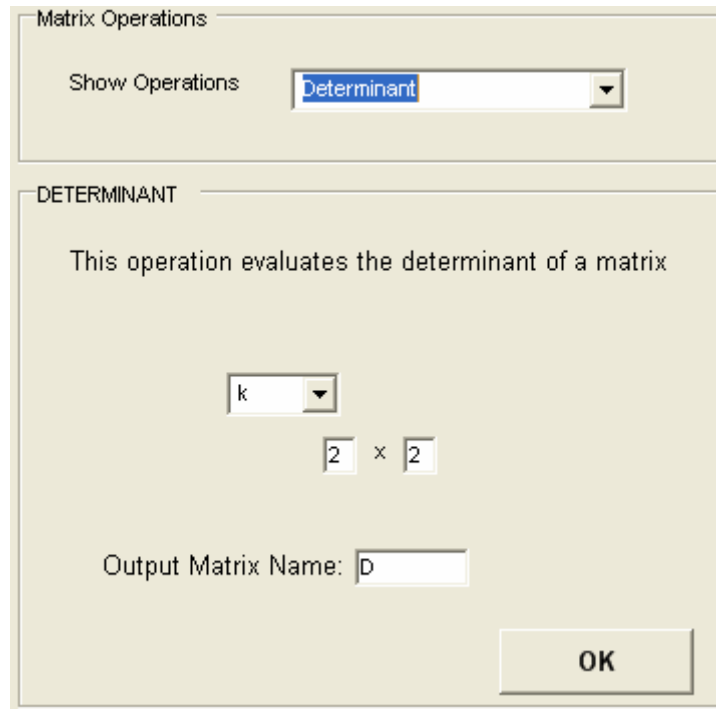 Matrix Operations
Show Operations Determinant
DETERMINANT
This operation evaluates the determinant of a matrix
k
2 x 2
Output Matrix Name: D
OK